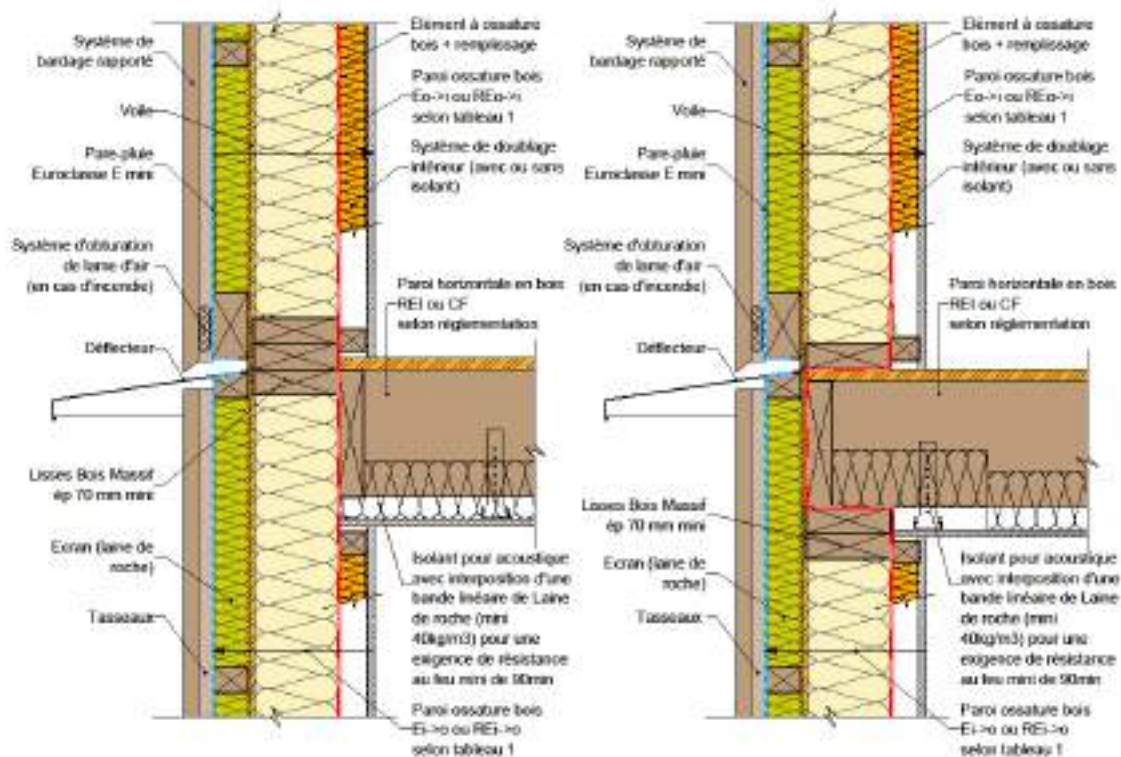 Système de
bardage rapporté
Voile
Pare-pluie
Euroclasse E mini
Système d'obturation
de lame d'air
(en cas d'incendie)
Déflecteur
Lisses Bois Massif
ép 70 mm mini
Ecran (laine de
roche)
Tasseaux
Elément à ossature
bois + remplissage
Paroi ossature bois
Eo->i ou REo->i
selon tableau 1
Système de doublage
intérieur (avec ou sans
isolant)
Paroi horizontale en bois
REI ou CF
selon réglementation
Isolant pour acoustique
avec interposition d'une
bande linéaire de Laine
de roche (mini
40kg/m3) pour une
exigence de résistance
au feu mini de 90min
Paroi ossature bois
Ei->o ou REi->o
selon tableau 1
Système de
bardage rapporté
Voile
Pare-pluie
Euroclasse E mini
Système d'obturation
de lame d'air
(en cas d'incendie)
Déflecteur
Lisses Bois Massif
ép 70 mm mini
Ecran (laine de
roche)
Tasseaux
Elément à ossature
bois + remplissage
Paroi ossature bois
Eo->i ou REo->i
selon tableau 1
Système de doublage
intérieur (avec ou sans
isolant)
Paroi horizontale en bois
REI ou CF
selon réglementation
Isolant pour acoustique
avec interposition d'une
bande linéaire de Laine
de roche (mini
40kg/m3) pour une
exigence de résistance
au feu mini de 90min
Paroi ossature bois
Ei->o ou REi->o
selon tableau 1